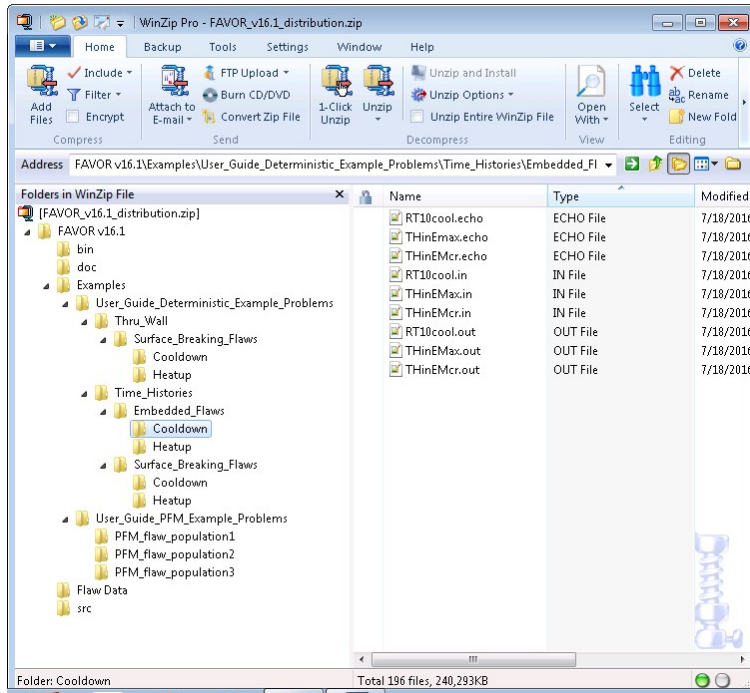 WinZip Pro - FAVOR_v16.1_distribution.zip
Home Backup Tools Settings Window Help
Include FTP Upload Unzip and Install Delete
Filter Burn CD/DVD Unzip Options Rename
Encrypt Convert Zip File Unzip Entire WinZip File New Fold
Add Files Attach to E-mail 1-Click Unzip Unzip Open With Select
Compress Send Decompress View Editing
Address FAVOR v16.1\Examples\User_Guide_Deterministic_Example_Problems\Time_Histories\Embedded_Fl
Folders in WinZip File x Name Type Modified
[FAVOR_v16.1_distribution.zip]
FAVOR v16.1
bin
doc
Examples
User_Guide_Deterministic_Example_Problems
Thru_Wall
Surface_Breaking_Flaws
Cooldown
Heatup
Time_Histories
Embedded_Flaws
Cooldown
Heatup
Surface_Breaking_Flaws
Cooldown
Heatup
User_Guide_PFM_Example_Problems
PFM_flaw_population1
PFM_flaw_population2
PFM_flaw_population3
Flaw Data
src
RT10cool.echo ECHO File 7/18/2016
THinEmax.echo ECHO File 7/18/2016
THinEMcr.echo ECHO File 7/18/2016
RT10cool.in IN File 7/18/2016
THinEMax.in IN File 7/18/2016
THinEMcr.in IN File 7/18/2016
RT10cool.out OUT File 7/18/2016
THinEMax.out OUT File 7/18/2016
THinEMcr.out OUT File 7/18/2016
Folder: Cooldown Total 196 files, 240,293KB